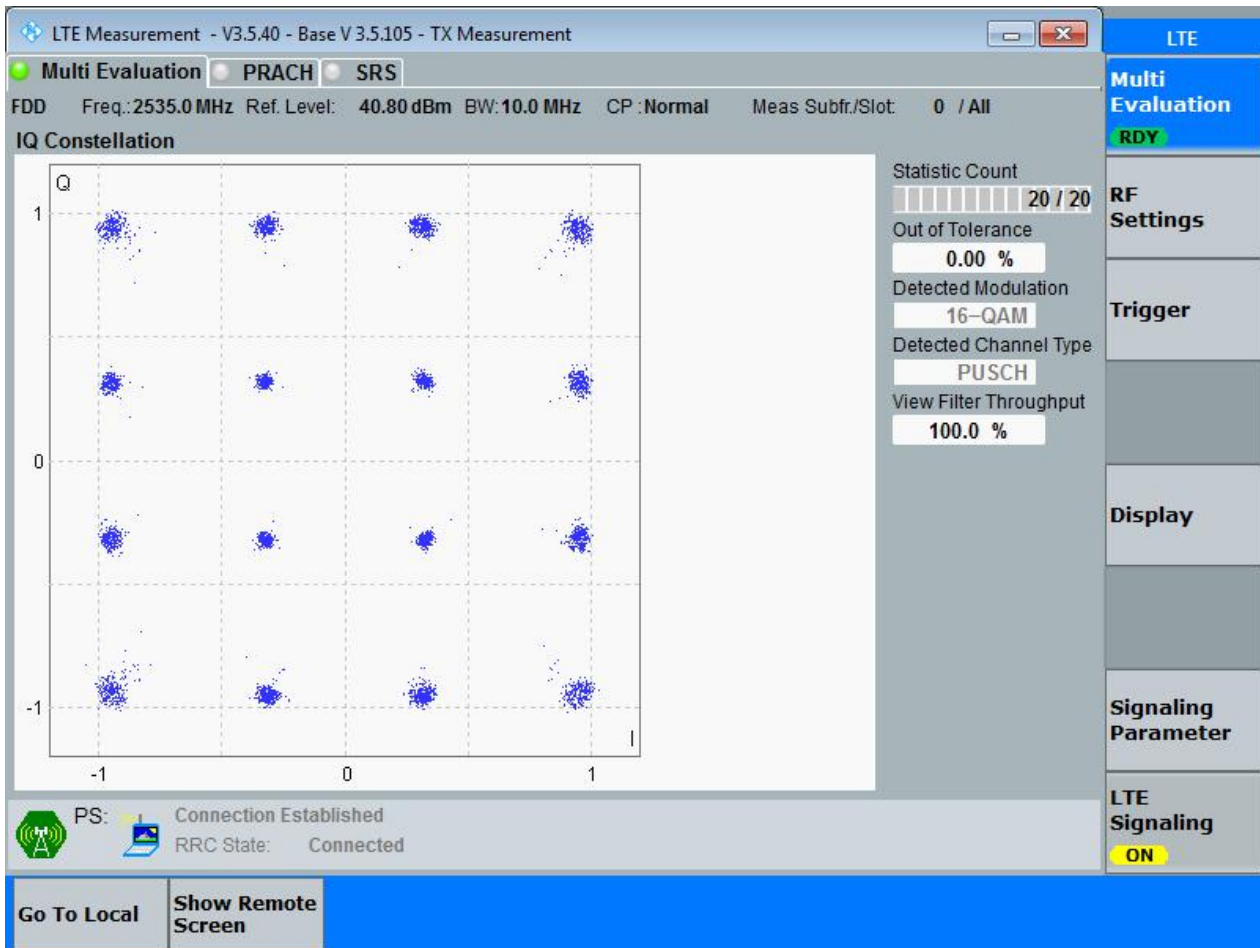 LTE Measurement - V3.5.40 - Base V 3.5.105 - TX Measurement
Multi Evaluation PRACH SRS
FDD Freq.: 2535.0 MHz Ref. Level: 40.80 dBm BW: 10.0 MHz CP : Normal Meas Subfr./Slot: 0 / All
IQ Constellation
Q
1
0
-1
I
-1 0 1
Statistic Count
20 / 20
Out of Tolerance
0.00 %
Detected Modulation
16-QAM
Detected Channel Type
PUSCH
View Filter Throughput
100.0 %
PS: Connection Established
RRC State: Connected
LTE
Multi
Evaluation
RDY
RF
Settings
Trigger
Display
Signaling
Parameter
LTE
Signaling
ON
Go To Local
Show Remote
Screen